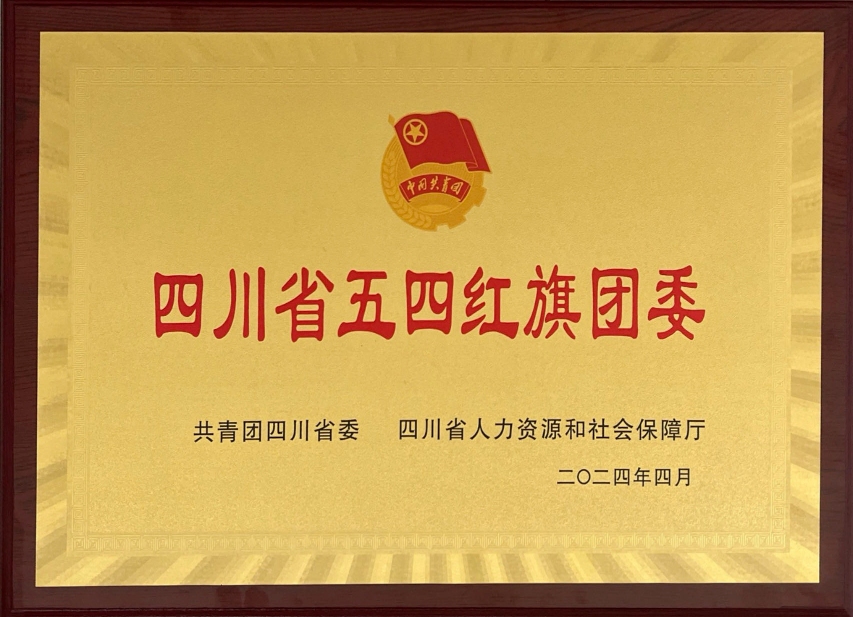 中国共青团
四川省五四红旗团委
共青团四川省委 四川省人力资源和社会保障厅
二〇二四年四月